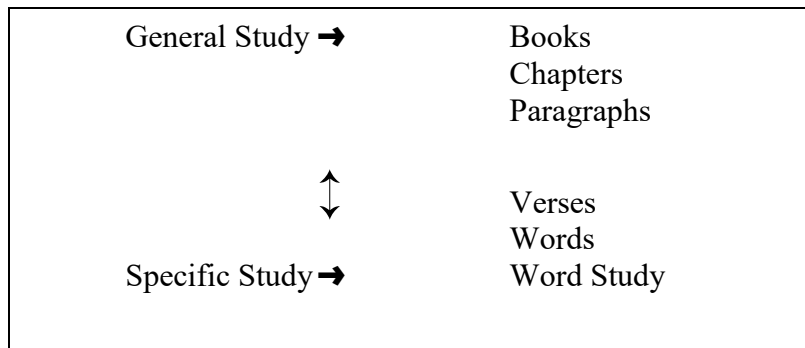 General Study → Books
Chapters
Paragraphs
↕
Verses
Words
Specific Study → Word Study